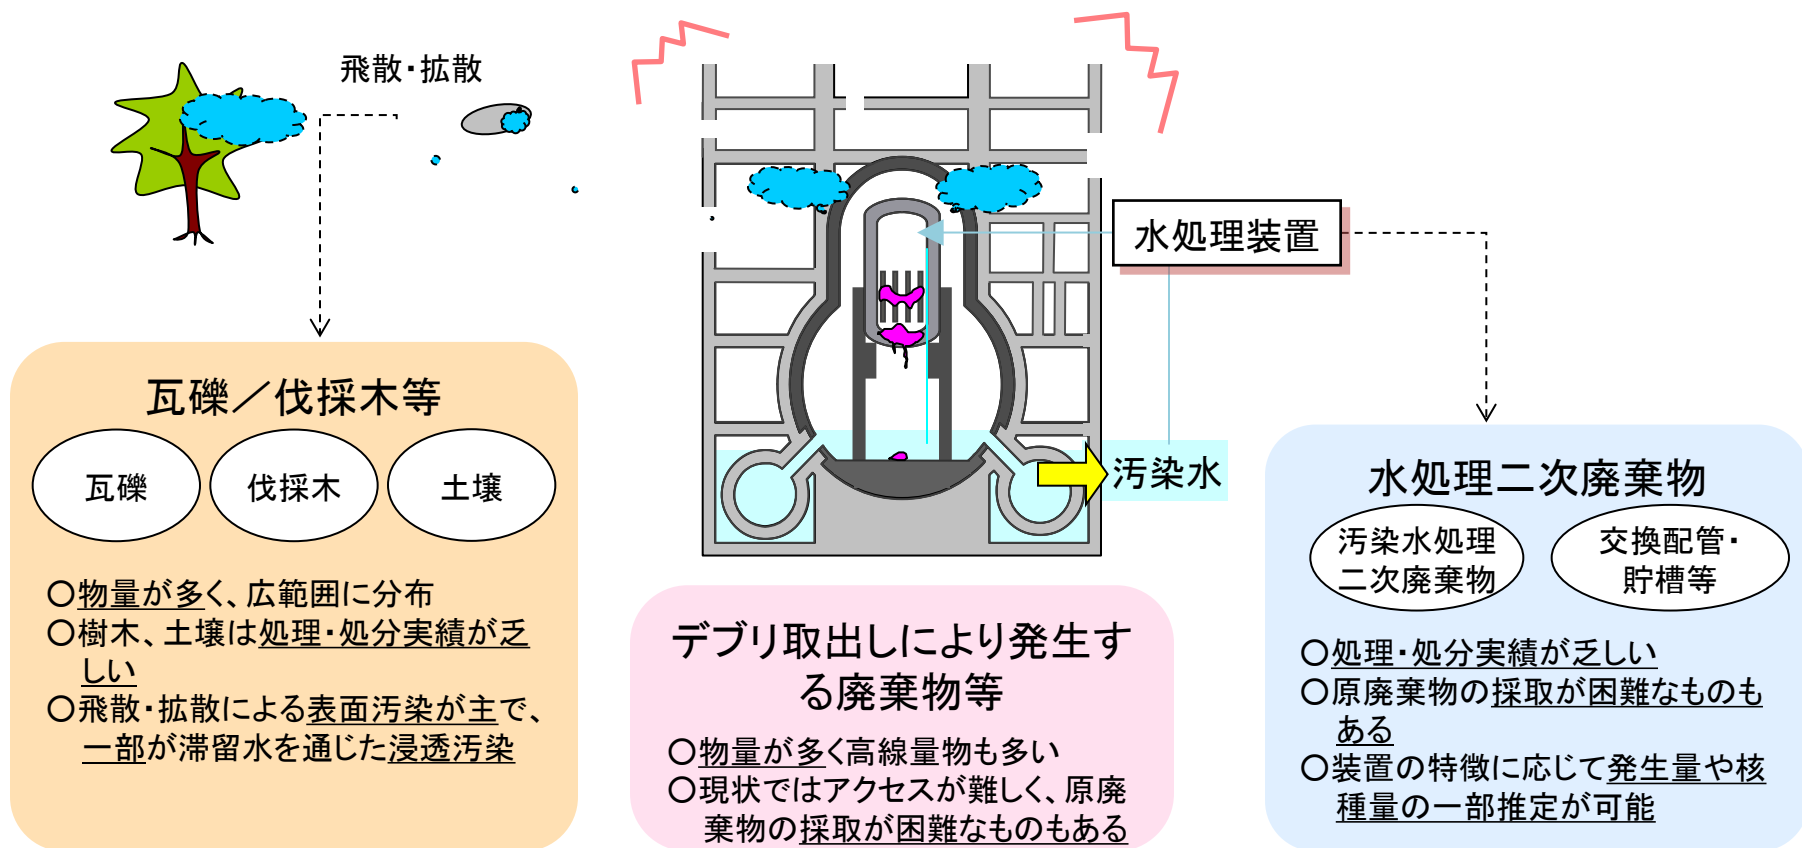 飛散・拡散
水処理装置
汚染水
瓦礫／伐採木等
瓦礫
伐採木
土壌
○物量が多く、広範囲に分布
○樹木、土壌は処理・処分実績が乏
しい
○飛散・拡散による表面汚染が主で、
一部が滞留水を通じた浸透汚染
デブリ取出しにより発生す
る廃棄物等
○物量が多く高線量物も多い
○現状ではアクセスが難しく、原廃
棄物の採取が困難なものもある
水処理二次廃棄物
汚染水処理
二次廃棄物
交換配管・
貯槽等
○処理・処分実績が乏しい
○原廃棄物の採取が困難なものも
ある
○装置の特徴に応じて発生量や核
種量の一部推定が可能